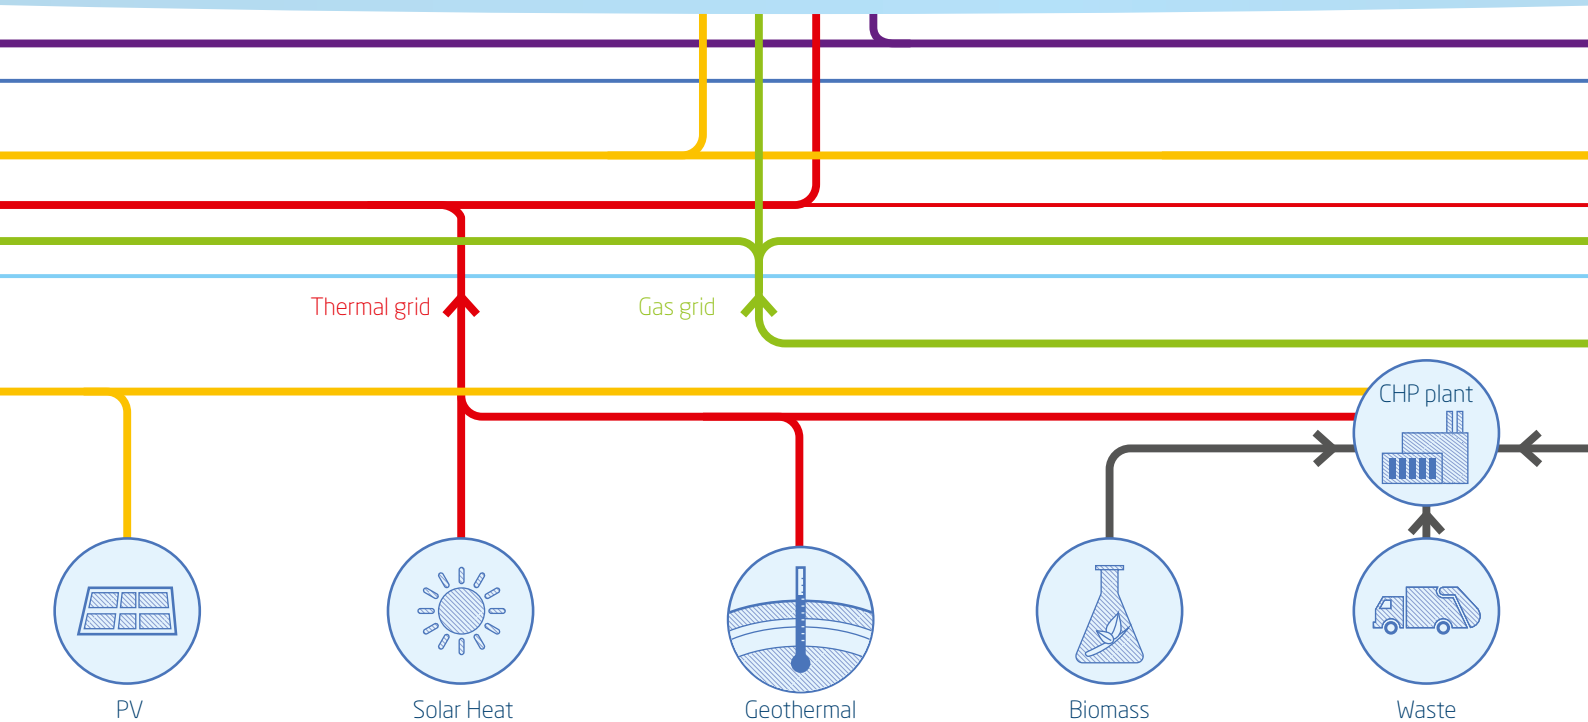 Thermal grid
Gas grid
CHP plant
PV
Solar Heat
Geothermal
Biomass
Waste